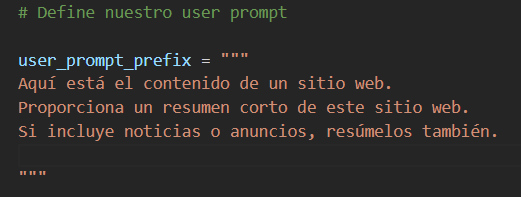 # Define nuestro user prompt
user_prompt_prefix = """
Aquí está el contenido de un sitio web.
Proporciona un resumen corto de este sitio web.
Si incluye noticias o anuncios, resúmelos también.
"""